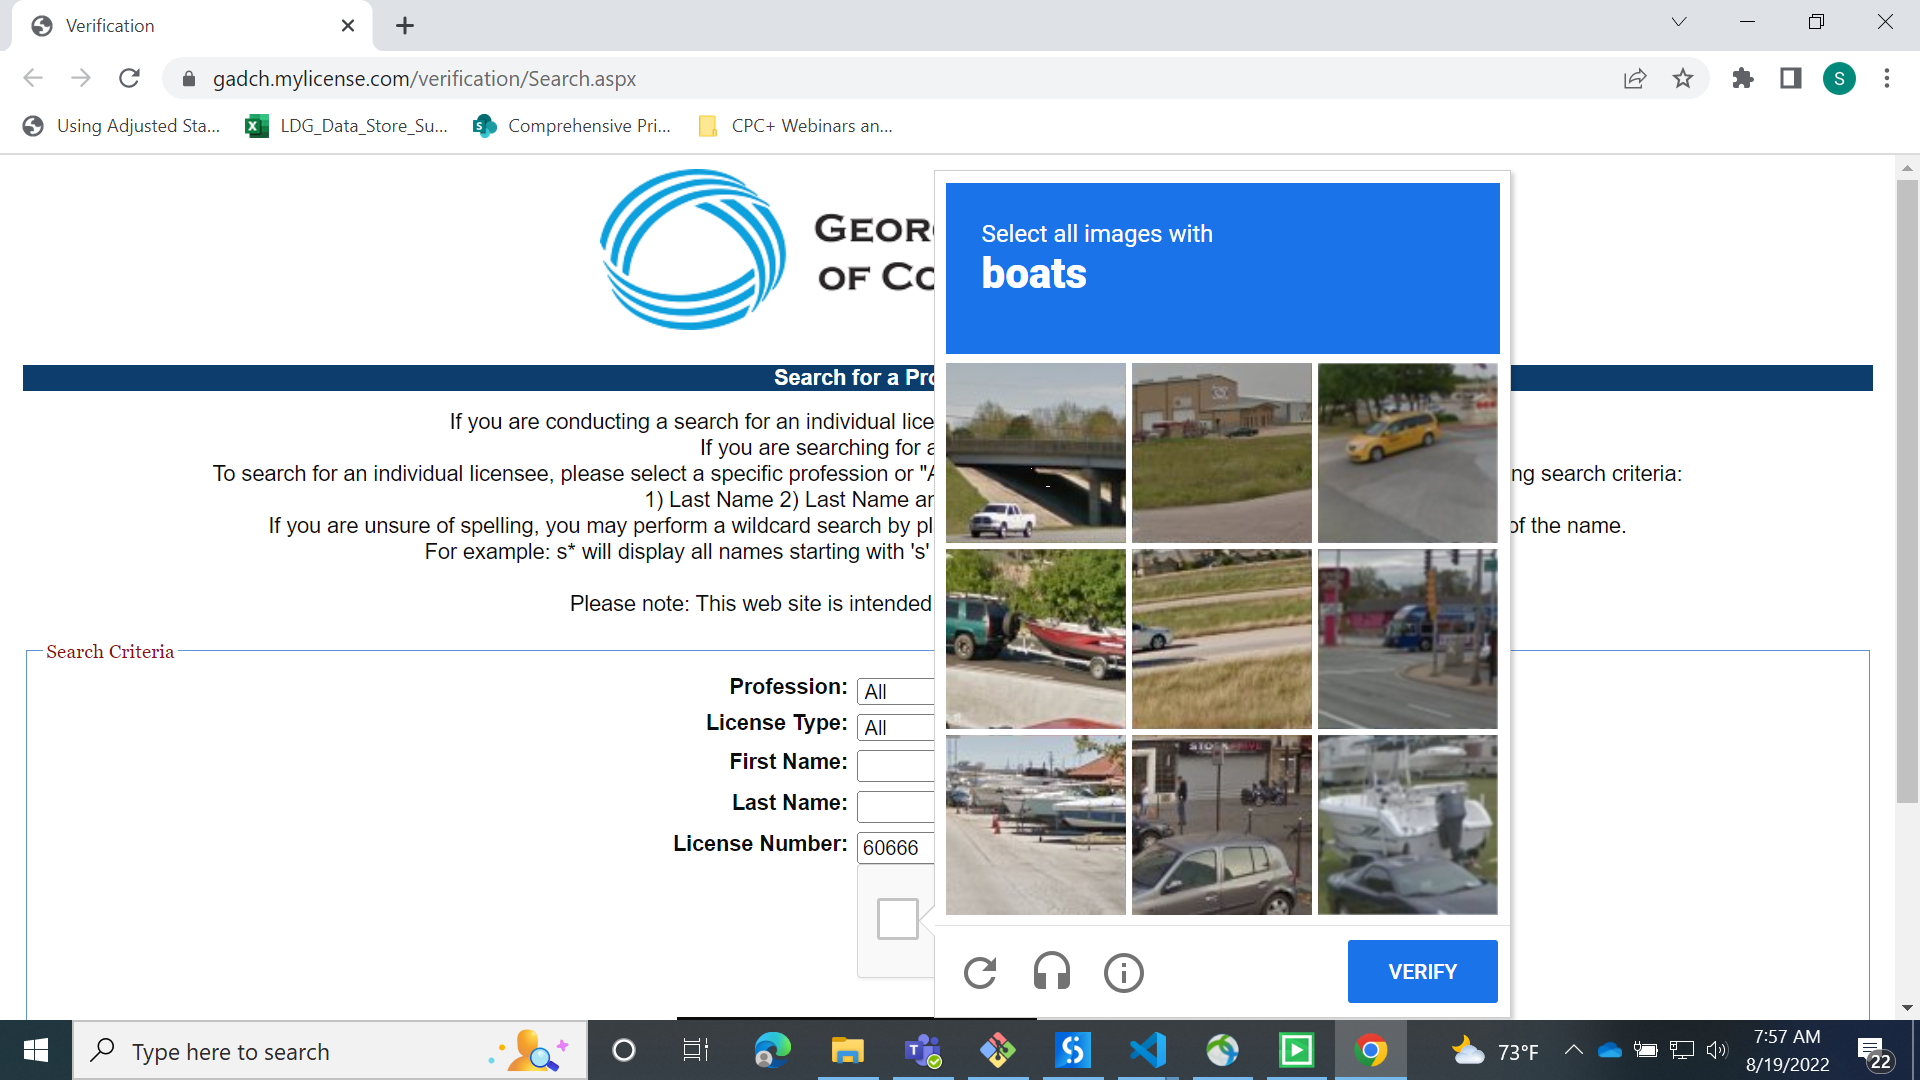 Verification
gadch.mylicense.com/verification/Search.aspx
S
Using Adjusted Sta...
LDG_Data_Store_Su...
Comprehensive Pri...
CPC+ Webinars an...
GEOR
OF CO
Search for a Pro
If you are conducting a search for an individual lice
If you are searching for a
To search for an individual licensee, please select a specific profession or "A
ng search criteria:
1) Last Name 2) Last Name an
If you are unsure of spelling, you may perform a wildcard search by pl
of the name.
For example: s* will display all names starting with 's'
Please note: This web site is intended
Search Criteria
Profession:
All
License Type:
All
First Name:
Last Name:
License Number:
60666
Select all images with
boats
VERIFY
Type here to search
73°F
7:57 AM
8/19/2022
22